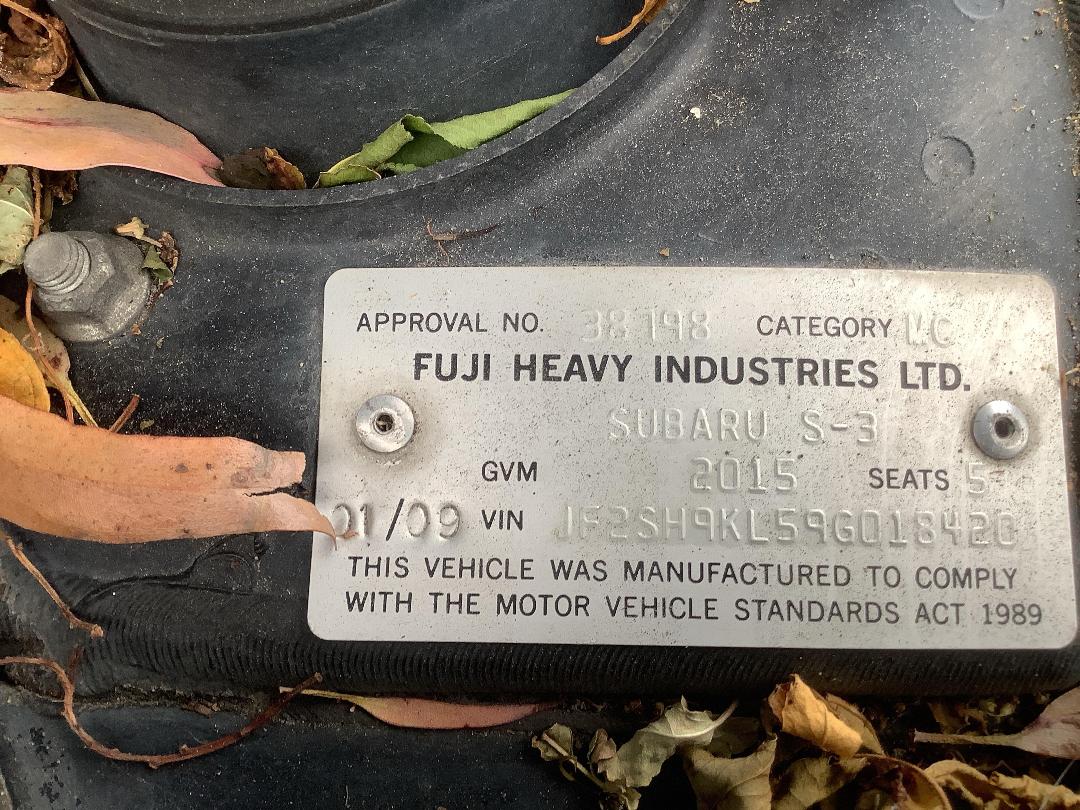 APPROVAL NO. 38798 CATEGORY MC
FUJI HEAVY INDUSTRIES LTD.
SUBARU S-3
GVM 2015 SEATS 5
01/09 VIN JF2SH9KL59G018420
THIS VEHICLE WAS MANUFACTURED TO COMPLY
WITH THE MOTOR VEHICLE STANDARDS ACT 1989